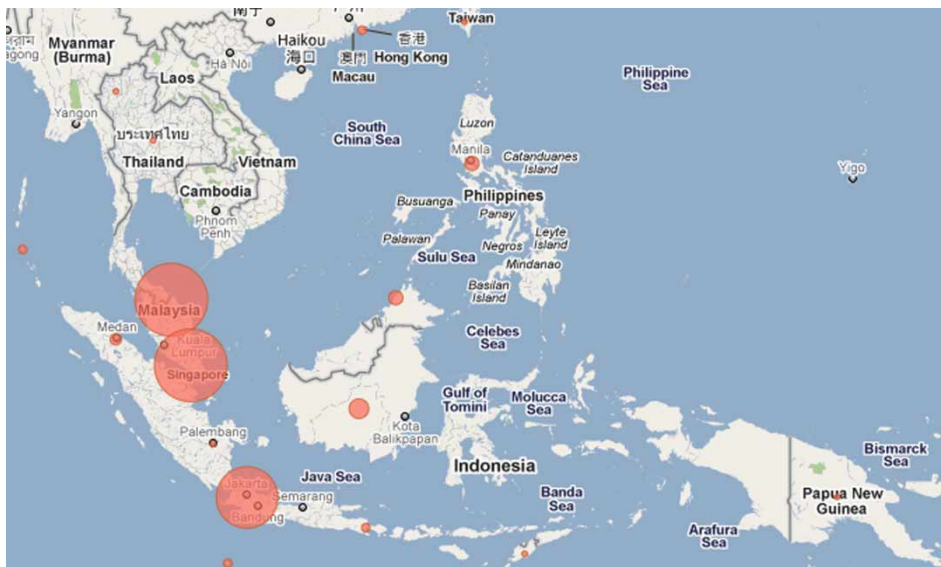 Taiwan
Haikou
海口
香港
澳門
Hong Kong
Macau
Myanmar
(Burma)
Laos
Hà Nội
Philippine
Sea
Yangon
ประเทศไทย
Thailand
South
China Sea
Luzon
Manila
Vietnam
Catanduanes
Island
Yigo
Cambodia
Phnom
Penh
Philippines
Busuanga
Panay
Palawan
Leyte
Island
Negros
Sulu Sea
Mindanao
Basilan
Island
Malaysia
Medan
Celebes
Sea
Kuala
Lumpur
Singapore
Gulf of
Tomini
Molucca
Sea
Kota
Balikpapan
Palembang
Bismarck
Sea
Java Sea
Indonesia
Jakarta
Semarang
Bandung
Banda
Sea
Papua New
Guinea
Arafura
Sea